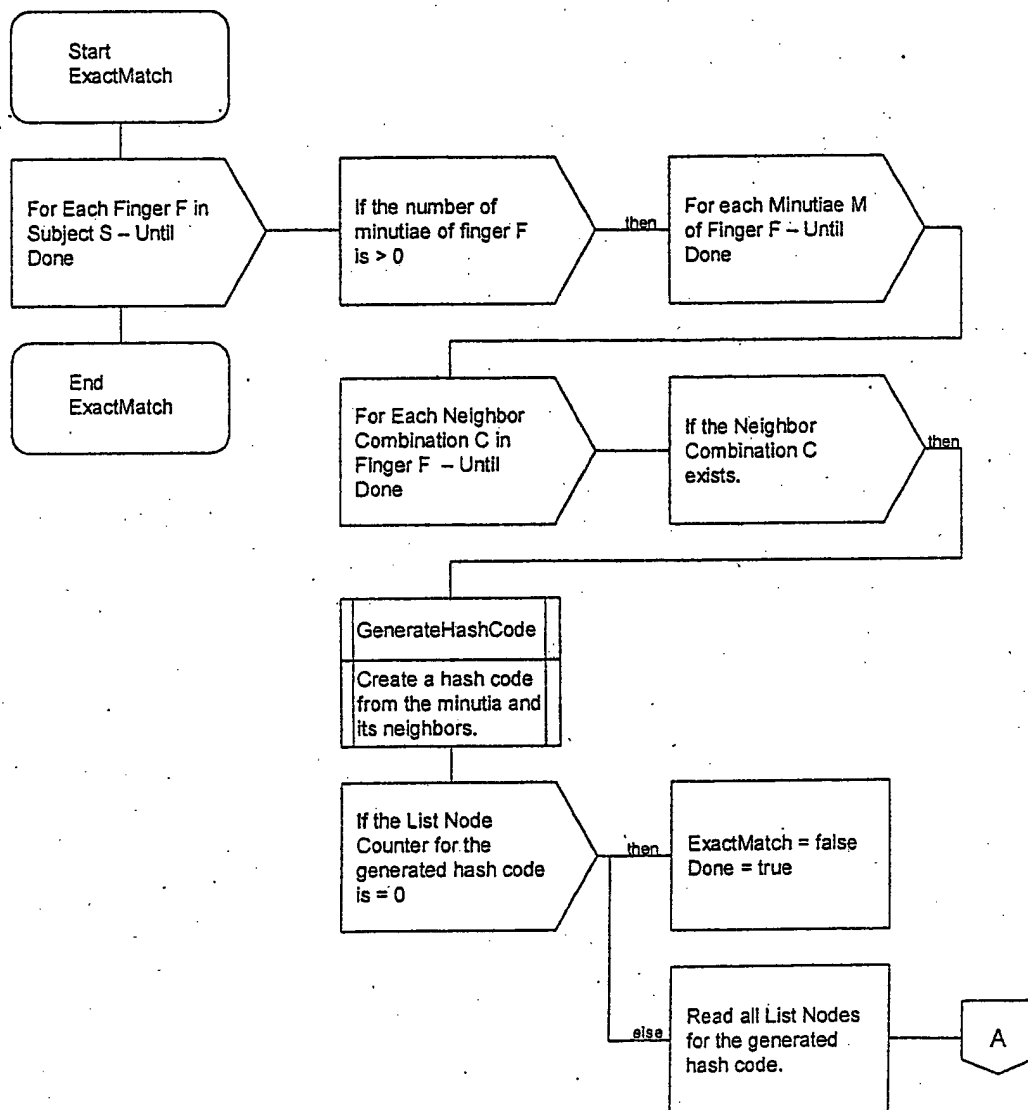 Start
ExactMatch
For Each Finger F in
Subject S – Until
Done
If the number of
minutiae of finger F
is > 0
then
For each Minutiae M
of Finger F – Until
Done
End
ExactMatch
For Each Neighbor
Combination C in
Finger F – Until
Done
If the Neighbor
Combination C
exists.
then
GenerateHashCode
Create a hash code
from the minutia and
its neighbors.
If the List Node
Counter for the
generated hash code
is = 0
then
ExactMatch = false
Done = true
else
Read all List Nodes
for the generated
hash code.
A